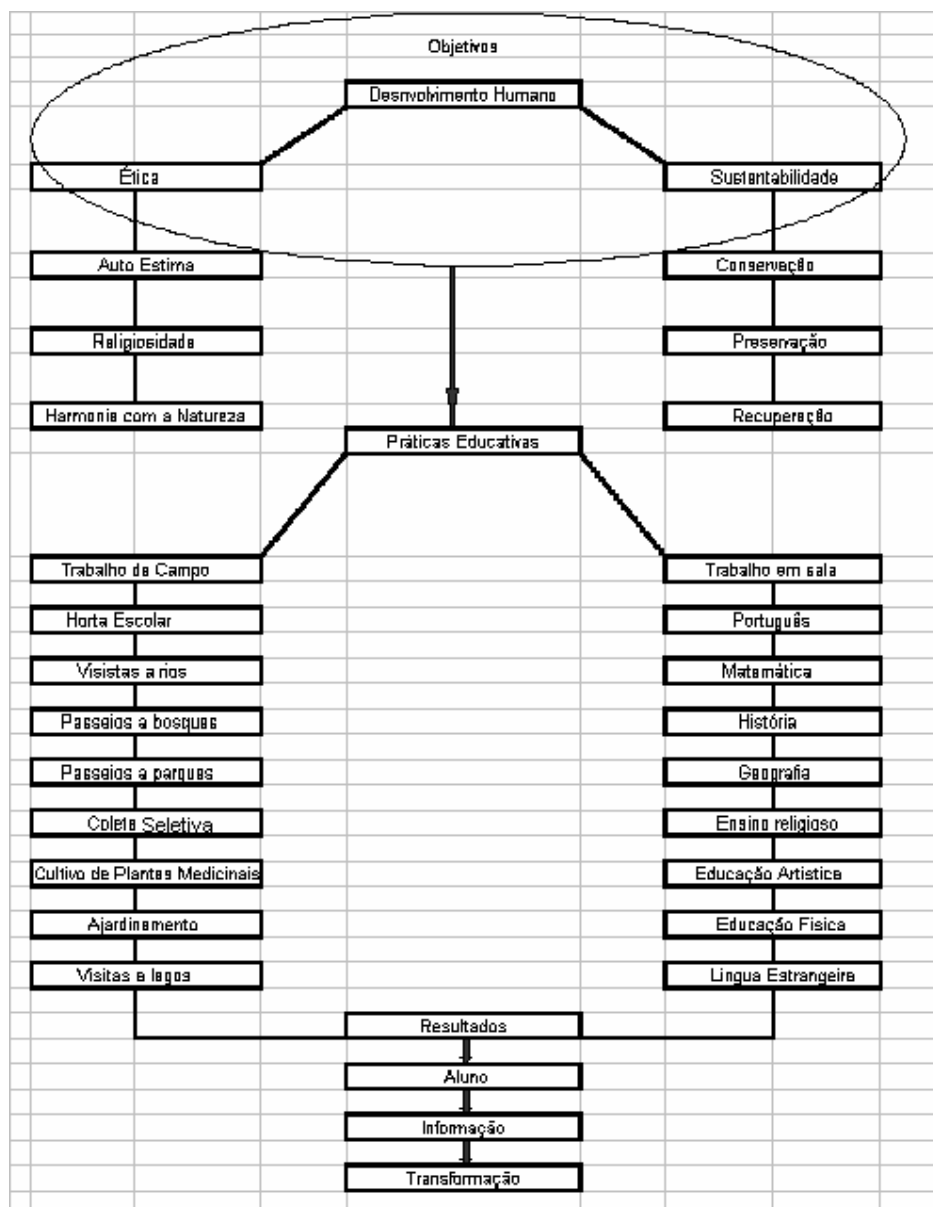 Objetivos
Desnvolvimento Humano
Ética
Sustentabilidade
Auto Estima
Conservação
Religiosidade
Preservação
Harmonia com a Natureza
Recuperação
Práticas Educativas
Trabalho de Campo
Trabalho em sala
Horta Escolar
Português
Visistas a rios
Matemática
Passeios a bosques
História
Passeios a parques
Geografia
Coleta Seletiva
Ensino religioso
Cultivo de Plantas Medicinais
Educação Artistica
Ajardinamento
Educação Fisica
Visitas a lagos
Lingua Estrangeira
Resultados
Aluno
Informação
Transformação